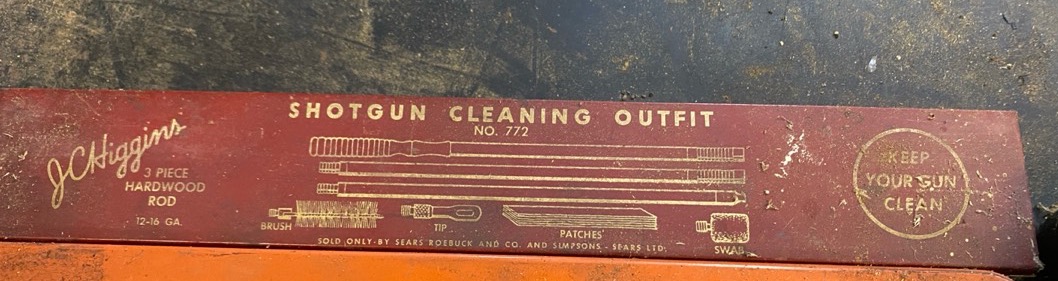 SHOTGUN CLEANING OUTFIT
NO. 772
JCHiggins
3 PIECE
HARDWOOD
ROD
12-16 GA.
BRUSH
TIP
PATCHES
SWAB
SOLD ONLY BY SEARS ROEBUCK AND CO. AND SIMPSONS - SEARS LTD.
KEEP
YOUR GUN
CLEAN